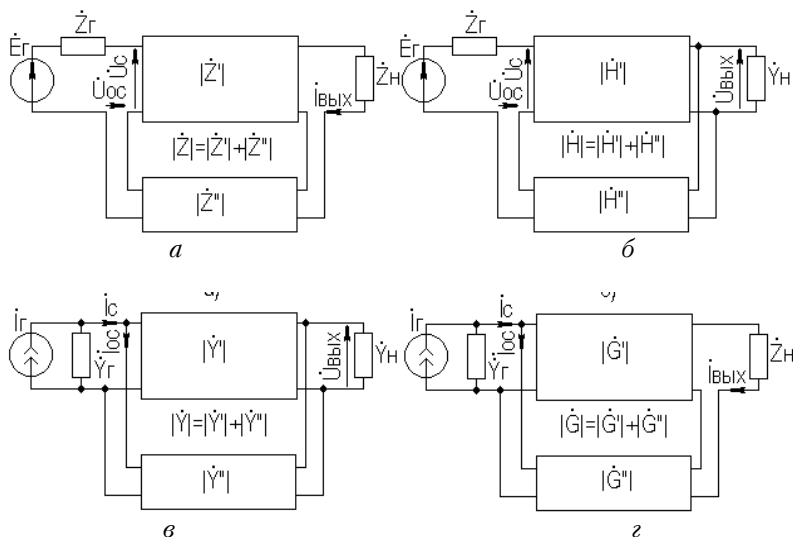 Żг
Ėг
U̇с
U̇ос
|Ż'|
Żн
İвых
|Ż|=|Ż'|+|Ż"|
|Ż"|
а
Żг
Ėг
U̇с
U̇ос
|Ḣ'|
U̇вых
Ẏн
|Ḣ|=|Ḣ'|+|Ḣ"|
|Ḣ"|
б
İг
İс
İос
Ẏг
|Ẏ'|
U̇вых
Ẏн
|Ẏ|=|Ẏ'|+|Ẏ"|
|Ẏ"|
в
İг
İс
İос
Ẏг
|Ġ'|
İвых
Żн
|Ġ|=|Ġ'|+|Ġ"|
|Ġ"|
г